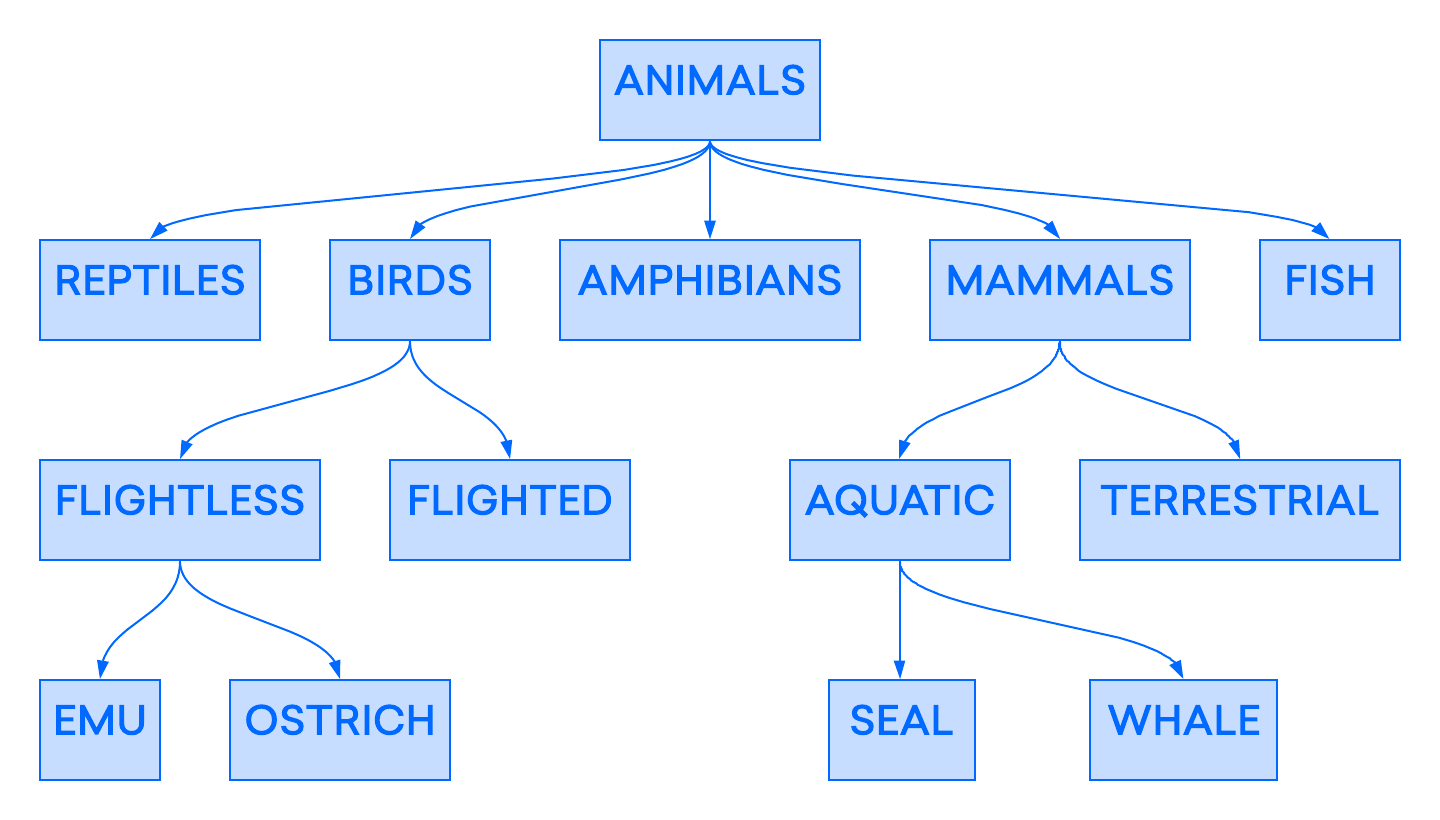 ANIMALS
REPTILES
BIRDS
AMPHIBIANS
MAMMALS
FISH
FLIGHTLESS
FLIGHTED
AQUATIC
TERRESTRIAL
EMU
OSTRICH
SEAL
WHALE